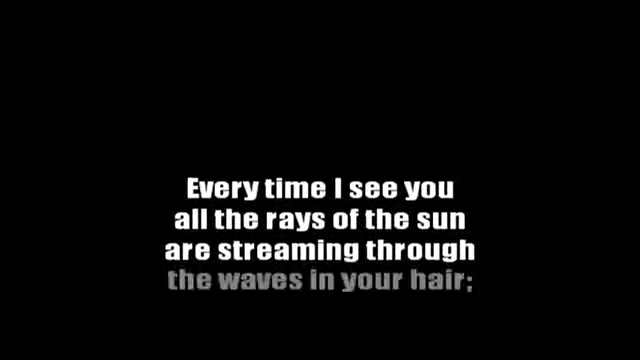 Every time I see you
all the rays of the sun
are streaming through
the waves in your hair;